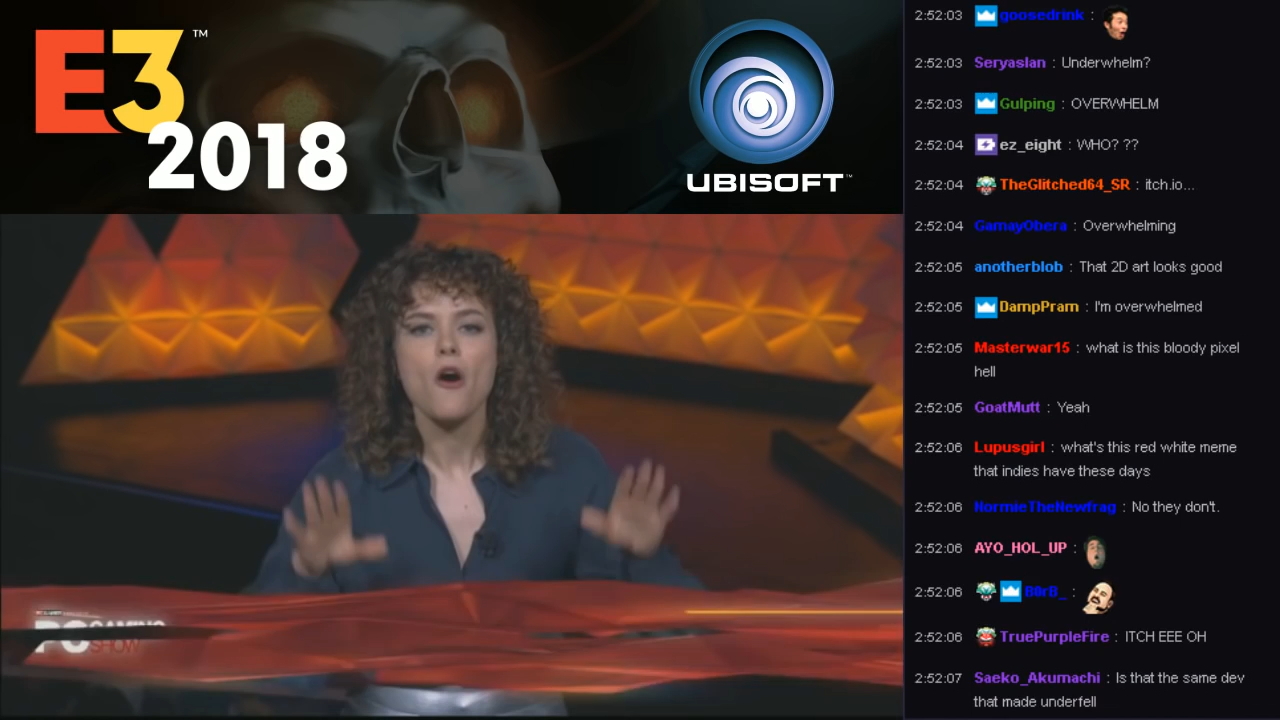 E3™
2018
UBISOFT™
PC GAMING
SHOW
2:52:03 goosedrink :
2:52:03 Seryaslan : Underwhelm?
2:52:03 Gulping : OVERWHELM
2:52:04 ez_eight : WHO? ??
2:52:04 TheGlitched64_SR : itch.io...
2:52:04 GamayObera : Overwhelming
2:52:05 anotherblob : That 2D art looks good
2:52:05 DampPram : I'm overwhelmed
2:52:05 Masterwar15 : what is this bloody pixel
hell
2:52:05 GoatMutt : Yeah
2:52:06 Lupusgirl : what's this red white meme
that indies have these days
2:52:06 NormieTheNewfrag : No they don't.
2:52:06 AYO_HOL_UP :
2:52:06 B0rB_ :
2:52:06 TruePurpleFire : ITCH EEE OH
2:52:07 Saeko_Akumachi : Is that the same dev
that made underfell